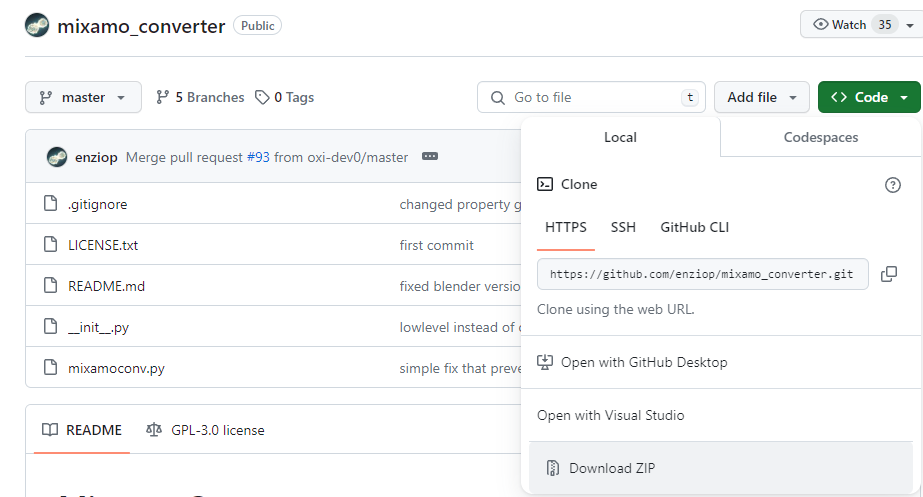 mixamo_converter Public Watch 35
master 5 Branches 0 Tags Go to file t Add file <> Code
enziop Merge pull request #93 from oxi-dev0/master
.gitignore changed property g
LICENSE.txt first commit
README.md fixed blender versio
__init__.py lowlevel instead of
mixamoconv.py simple fix that preve
README GPL-3.0 license
Local Codespaces
Clone
HTTPS SSH GitHub CLI
https://github.com/enziop/mixamo_converter.git
Clone using the web URL.
Open with GitHub Desktop
Open with Visual Studio
Download ZIP